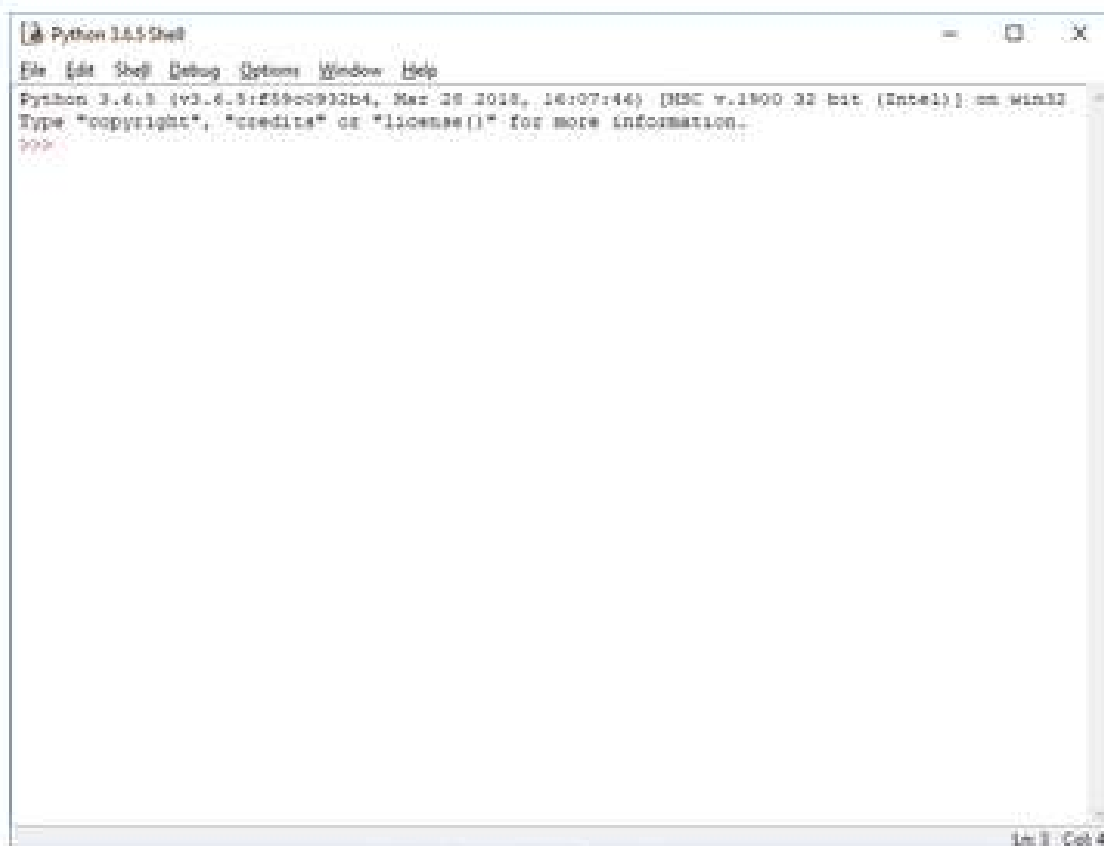 Python 3.6.5 Shell
File Edit Shell Debug Options Window Help
Python 3.6.5 (v3.6.5:f59c0932b4, Mar 28 2018, 16:07:46) [MSC v.1900 32 bit (Intel)] on win32
Type "copyright", "credits" or "license()" for more information.
>>>
Ln: 3 Col: 4